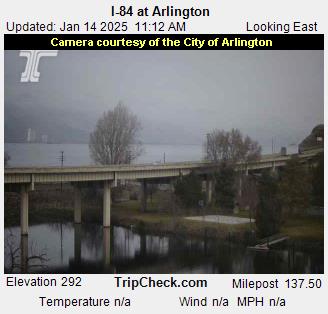 I-84 at Arlington
Updated: Jan 14 2025 11:12 AM Looking East
Camera courtesy of the City of Arlington
Elevation 292 TripCheck.com Milepost 137.50
Temperature n/a Wind n/a MPH n/a